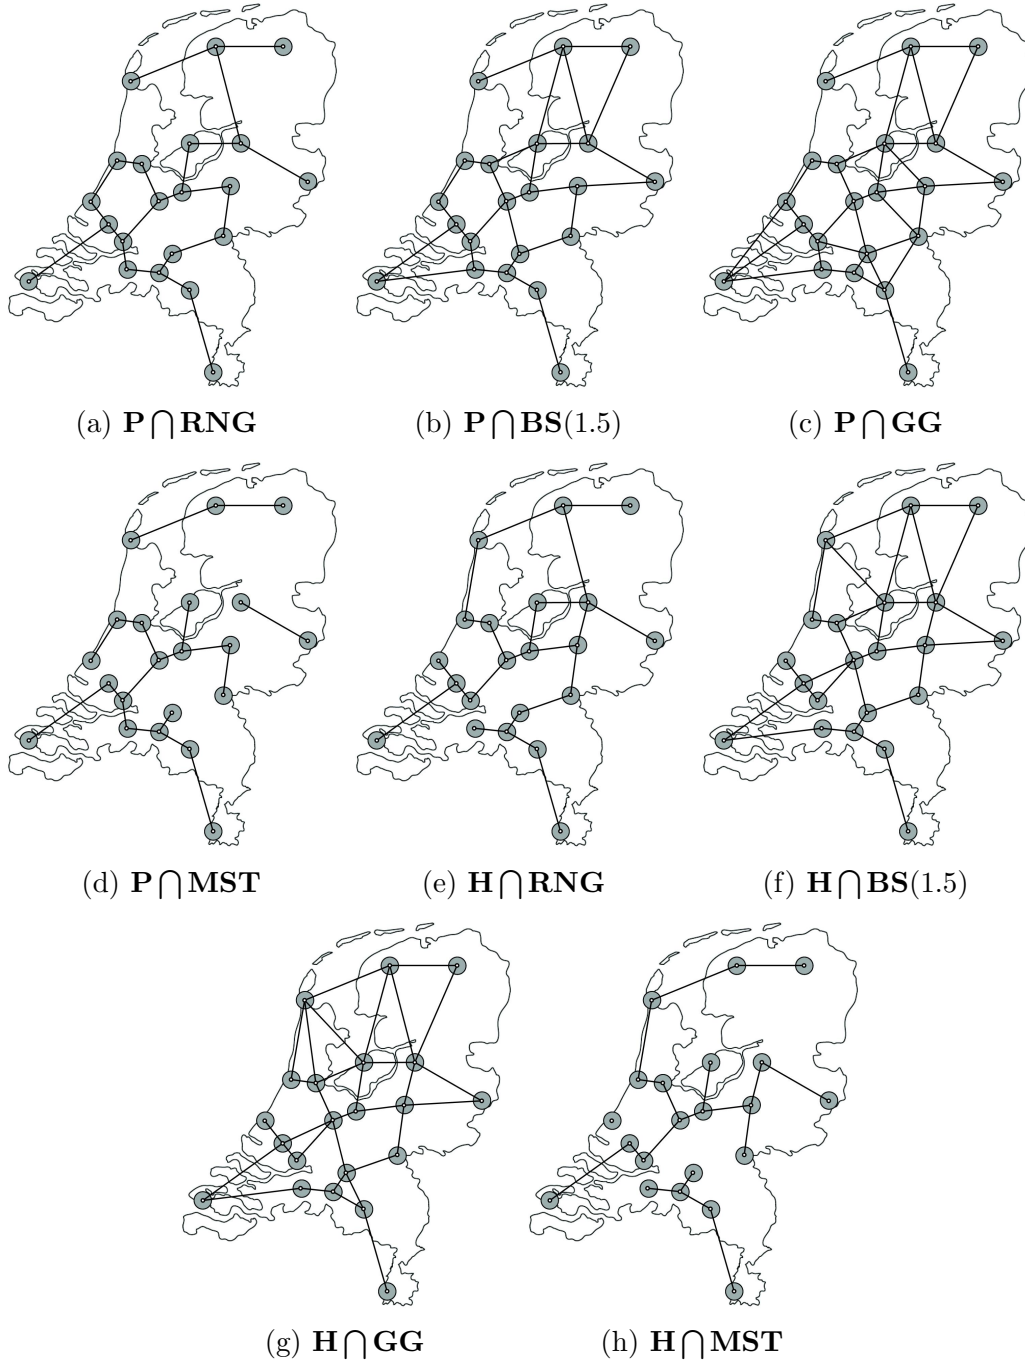 (a) P ⋂ RNG
(b) P ⋂ BS(1.5)
(c) P ⋂ GG
(d) P ⋂ MST
(e) H ⋂ RNG
(f) H ⋂ BS(1.5)
(g) H ⋂ GG
(h) H ⋂ MST